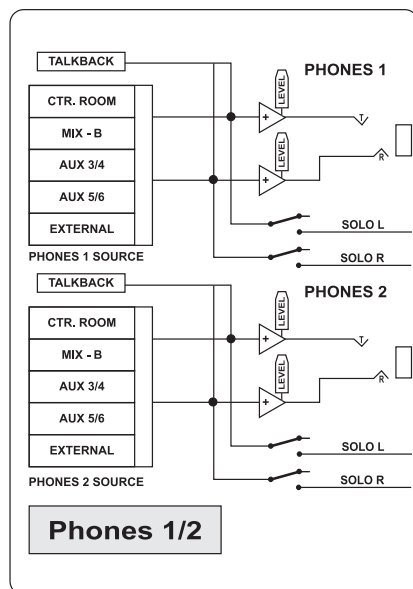 TALKBACK
PHONES 1
CTR. ROOM
LEVEL
+
T
MIX - B
LEVEL
R
AUX 3/4
+
AUX 5/6
EXTERNAL
SOLO L
PHONES 1 SOURCE
SOLO R
TALKBACK
PHONES 2
CTR. ROOM
LEVEL
+
T
MIX - B
LEVEL
R
AUX 3/4
+
AUX 5/6
EXTERNAL
SOLO L
PHONES 2 SOURCE
SOLO R
Phones 1/2